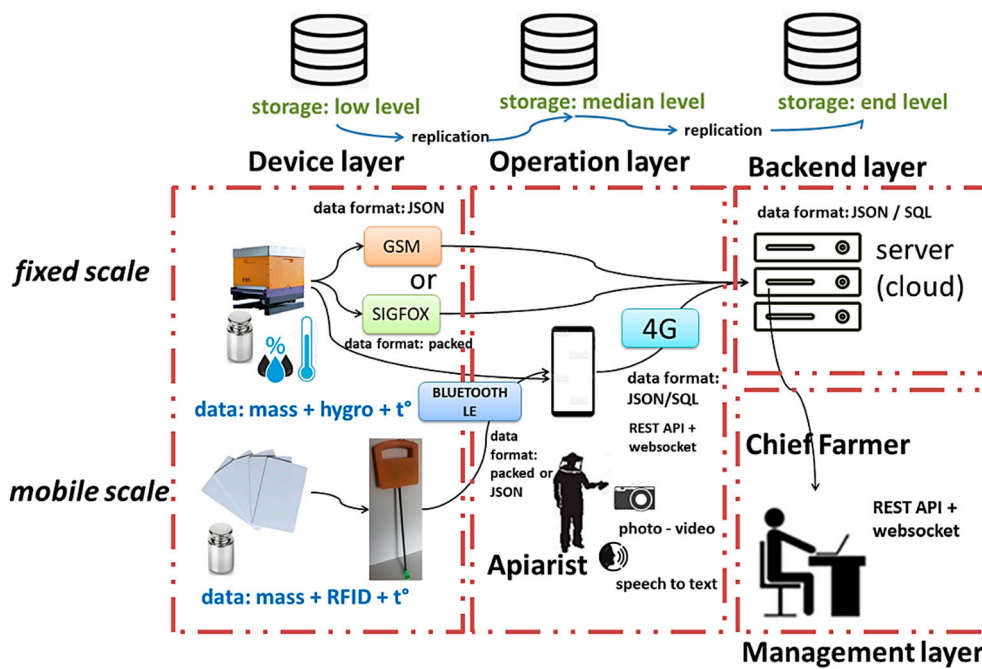 storage: low level
storage: median level
storage: end level
replication
replication
Device layer
Operation layer
Backend layer
data format: JSON
data format: JSON / SQL
fixed scale
GSM
or
SIGFOX
data format: packed
server
(cloud)
4G
%
data: mass + hygro + t°
BLUETOOTH
LE
data format:
JSON/SQL
REST API +
websocket
data
format:
packed or
JSON
Chief Farmer
mobile scale
REST API +
websocket
photo - video
Apiarist
speech to text
data: mass + RFID + t°
Management layer